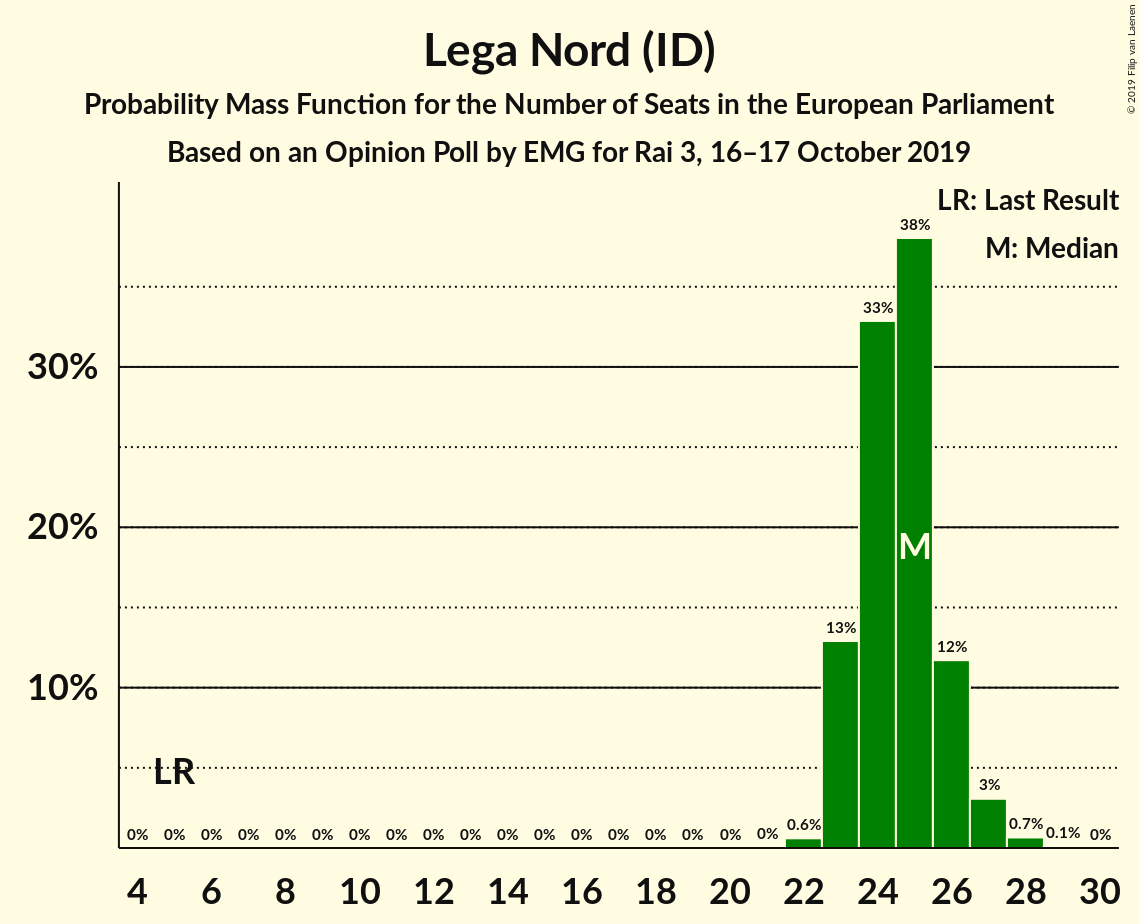 Lega Nord (ID)
Probability Mass Function for the Number of Seats in the European Parliament
Based on an Opinion Poll by EMG for Rai 3, 16–17 October 2019
© 2019 Filip van Laenen
LR: Last Result
M: Median
38%
33%
30%
20%
M
13%
12%
10%
LR
3%
0% 0% 0% 0% 0% 0% 0% 0% 0% 0% 0% 0% 0% 0% 0% 0% 0% 0% 0.6% 0.7% 0.1% 0%
4 6 8 10 12 14 16 18 20 22 24 26 28 30